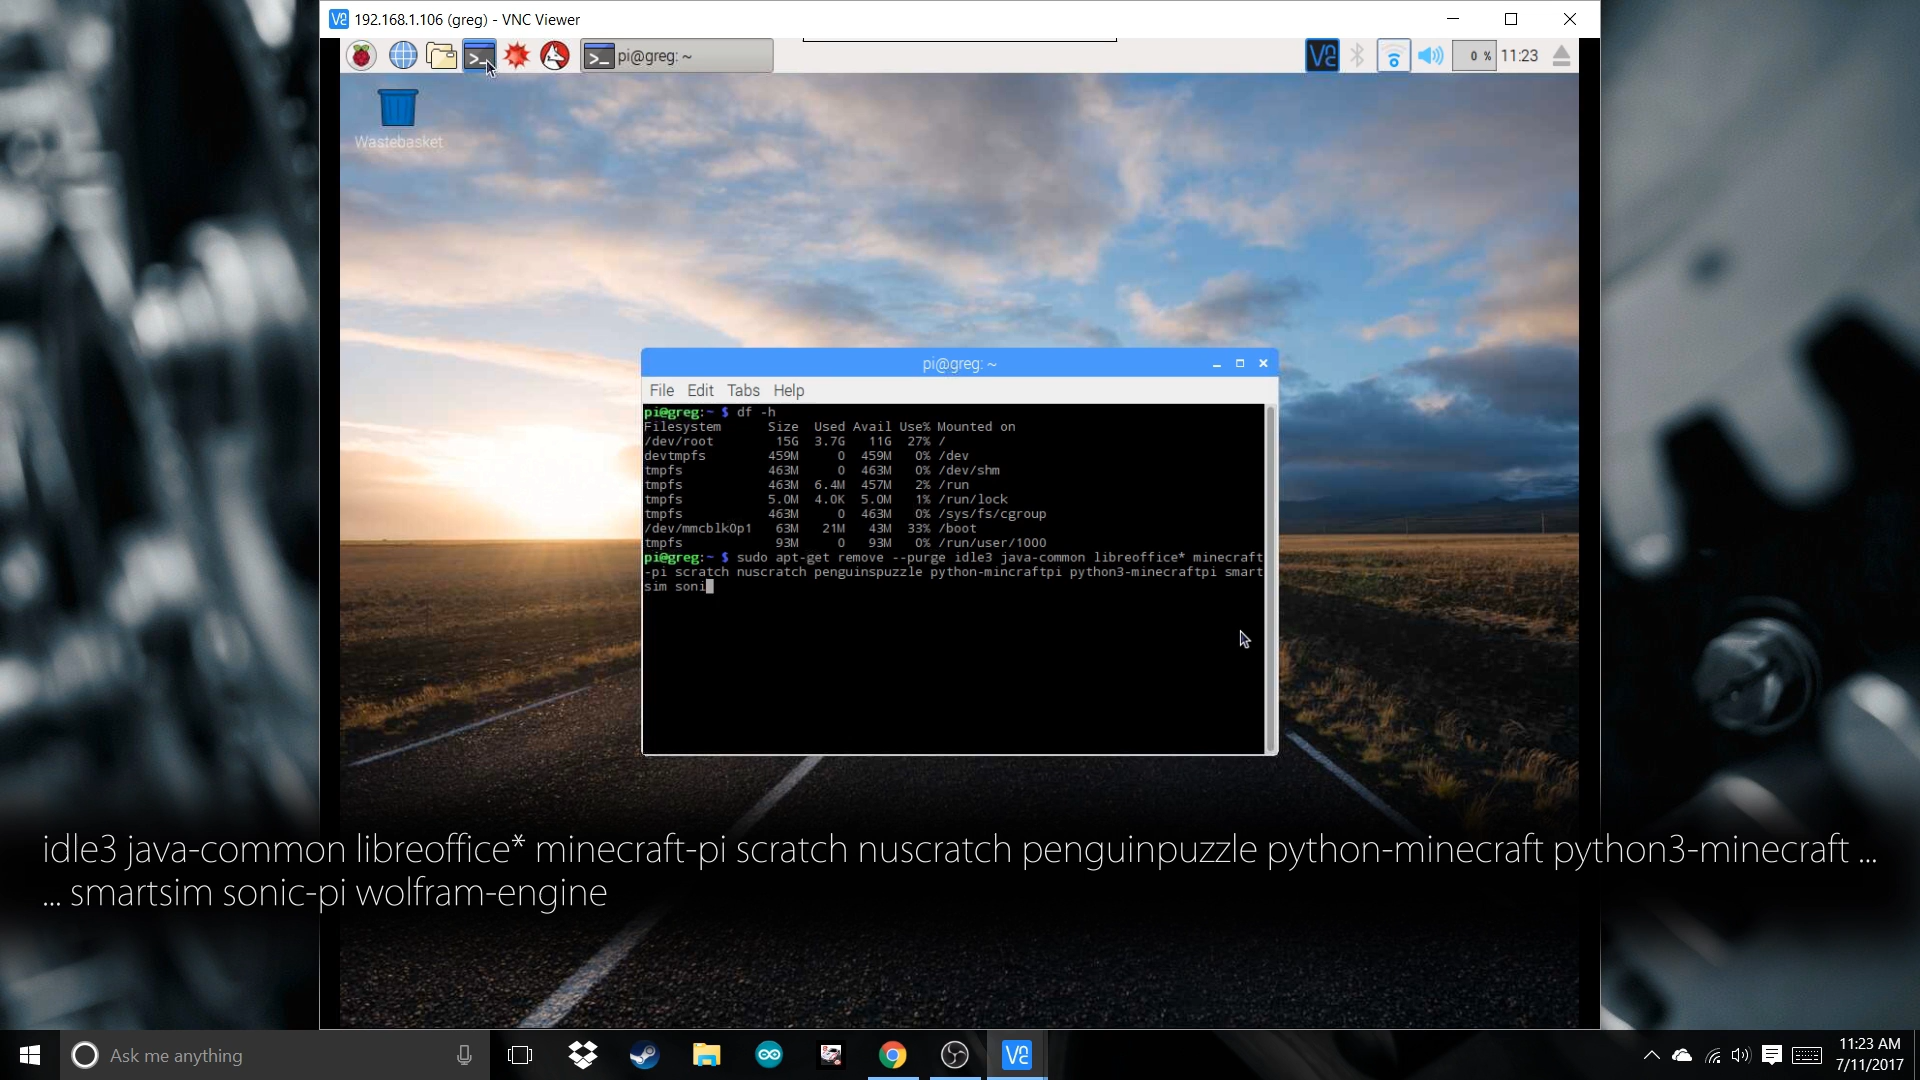 192.168.1.106 (greg) - VNC Viewer
pi@greg: ~
0 %
11:23
Wastebasket
pi@greg: ~
File Edit Tabs Help
pi@greg:~ $ df -h
Filesystem Size Used Avail Use% Mounted on
/dev/root 15G 3.7G 11G 27% /
devtmpfs 459M 0 459M 0% /dev
tmpfs 463M 0 463M 0% /dev/shm
tmpfs 463M 6.4M 457M 2% /run
tmpfs 5.0M 4.0K 5.0M 1% /run/lock
tmpfs 463M 0 463M 0% /sys/fs/cgroup
/dev/mmcblk0p1 63M 21M 43M 33% /boot
tmpfs 93M 0 93M 0% /run/user/1000
pi@greg:~ $ sudo apt-get remove --purge idle3 java-common libreoffice* minecraft
-pi scratch nuscratch penguinspuzzle python-mincraftpi python3-minecraftpi smart
sim soni
idle3 java-common libreoffice* minecraft-pi scratch nuscratch penguinpuzzle python-minecraft python3-minecraft ...
... smartsim sonic-pi wolfram-engine
Ask me anything
11:23 AM
7/11/2017